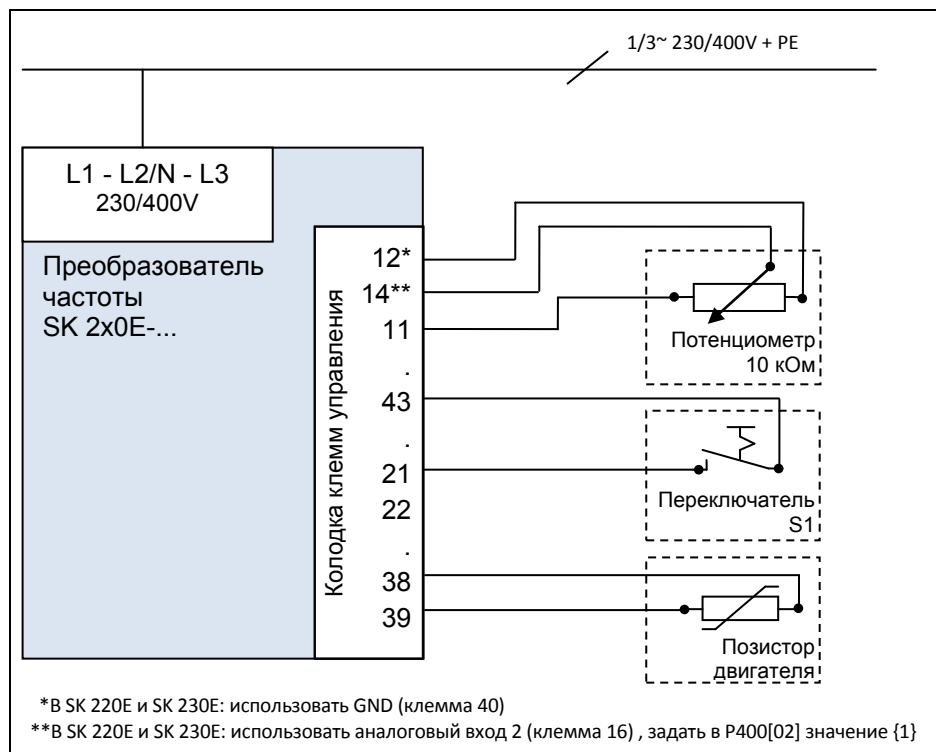 1/3~ 230/400V + PE
L1 - L2/N - L3
230/400V
Преобразователь
частоты
SK 2x0E-...
Колодка клемм управления
12*
14**
11
.
43
.
21
22
.
38
39
Потенциометр
10 кОм
Переключатель
S1
Позистор
двигателя
*В SK 220E и SK 230E: использовать GND (клемма 40)
**В SK 220E и SK 230E: использовать аналоговый вход 2 (клемма 16) , задать в P400[02] значение {1}